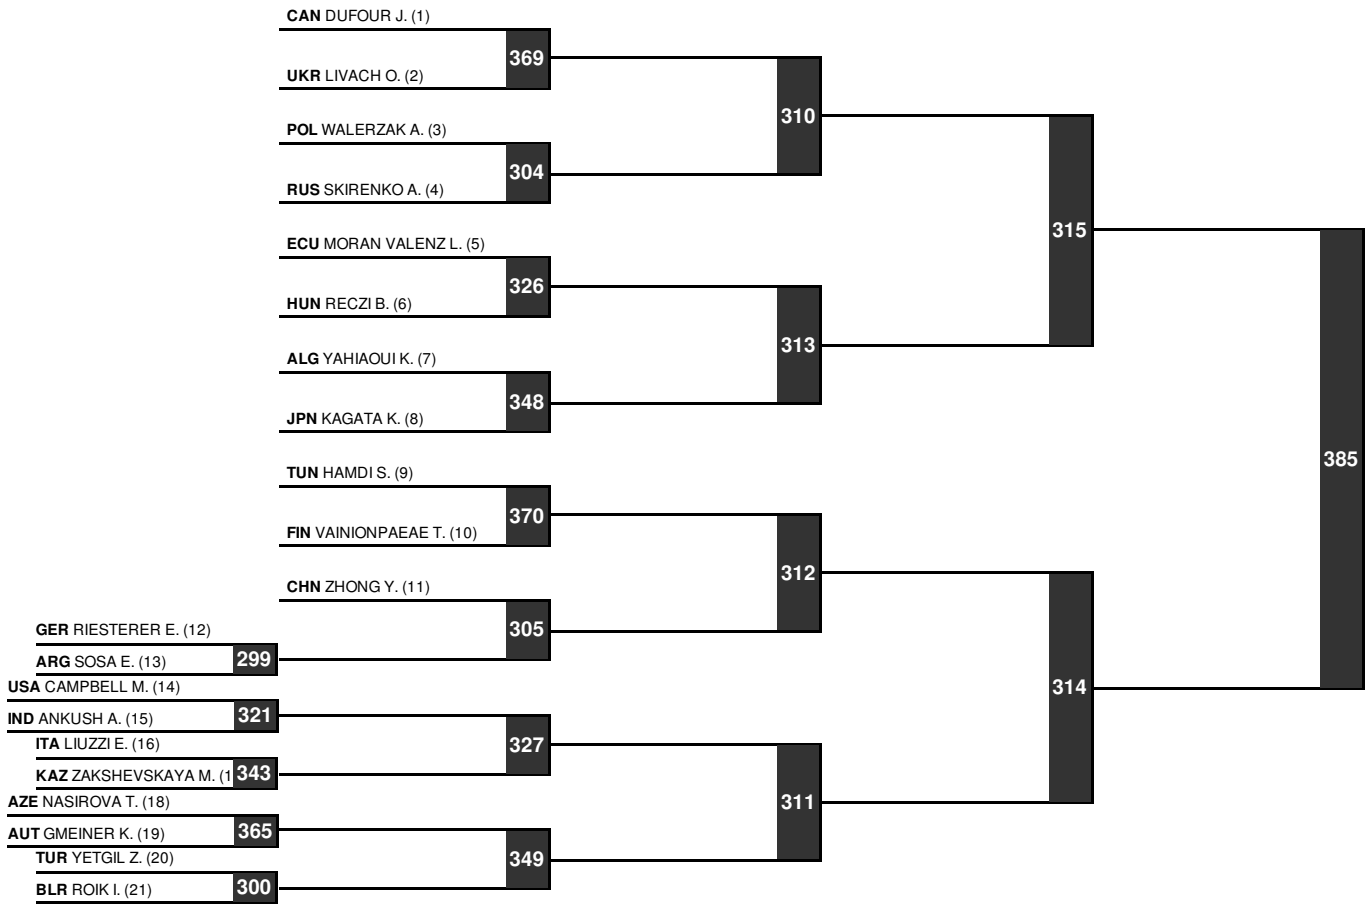 CAN DUFOUR J. (1)
369
UKR LIVACH O. (2)
310
POL WALERZAK A. (3)
304
RUS SKIRENKO A. (4)
315
ECU MORAN VALENZ L. (5)
326
HUN RECZI B. (6)
313
ALG YAHIAOUI K. (7)
348
JPN KAGATA K. (8)
385
TUN HAMDI S. (9)
370
FIN VAINIONPAEAE T. (10)
312
CHN ZHONG Y. (11)
305
GER RIESTERER E. (12)
299
ARG SOSA E. (13)
314
USA CAMPBELL M. (14)
321
IND ANKUSH A. (15)
ITA LIUZZI E. (16)
327
KAZ ZAKSHEVSKAYA M. (1
343
AZE NASIROVA T. (18)
311
365
AUT GMEINER K. (19)
TUR YETGIL Z. (20)
349
BLR ROIK I. (21)
300